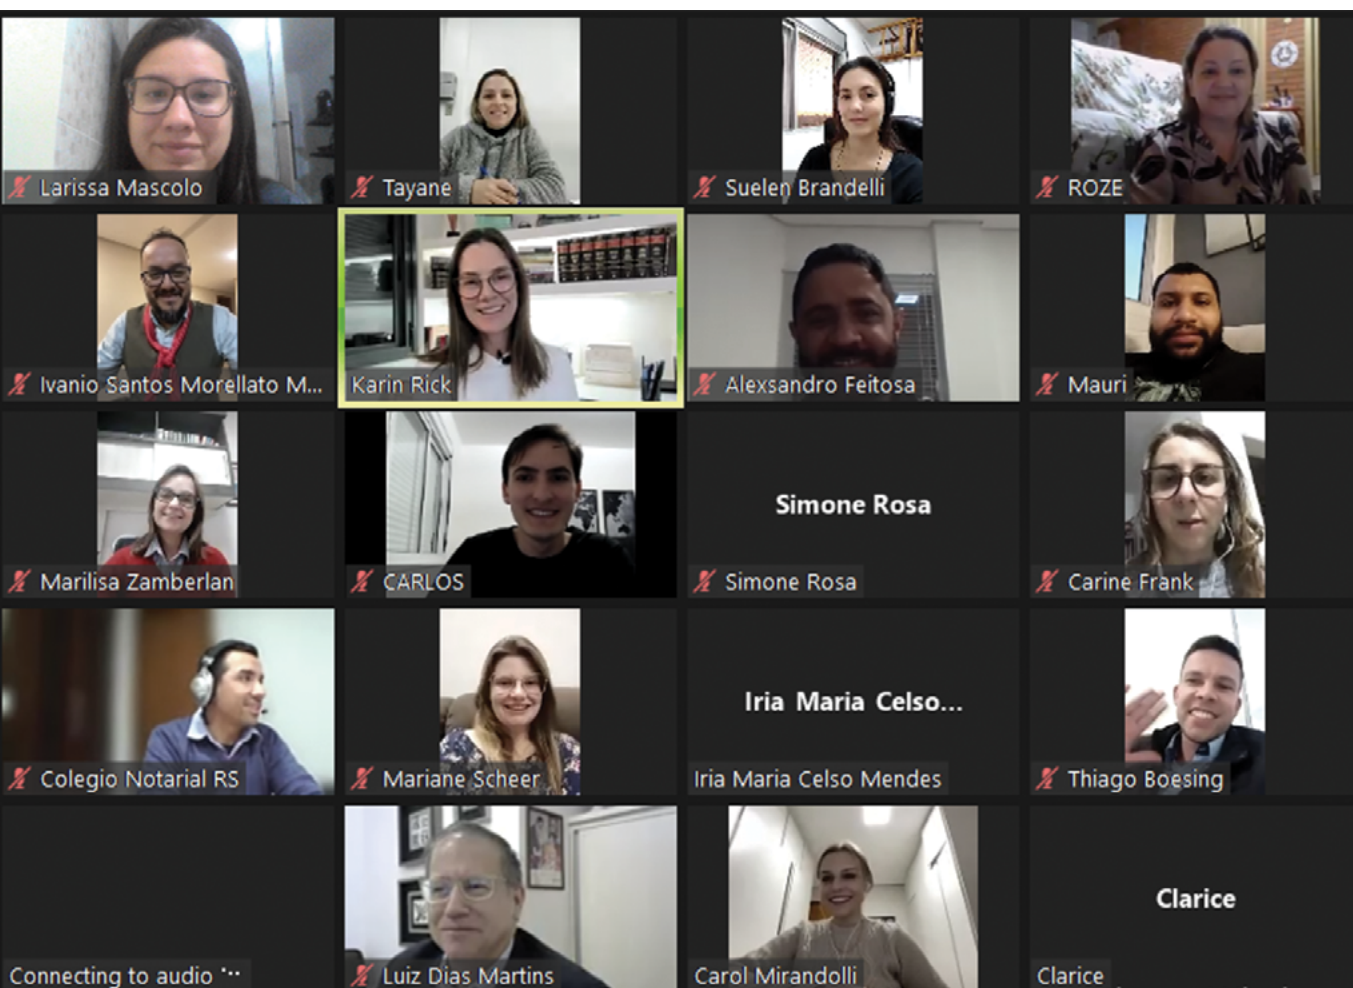 Larissa Mascolo
Tayane
Suelen Brandelli
ROZE
Ivanio Santos Morellato M...
Karin Rick
Alexsandro Feitosa
Mauri
Marilisa Zamberlan
CARLOS
Simone Rosa
Simone Rosa
Carine Frank
Colegio Notarial RS
Mariane Scheer
Iria Maria Celso...
Iria Maria Celso Mendes
Thiago Boesing
Connecting to audio ...
Luiz Dias Martins
Carol Mirandolli
Clarice
Clarice